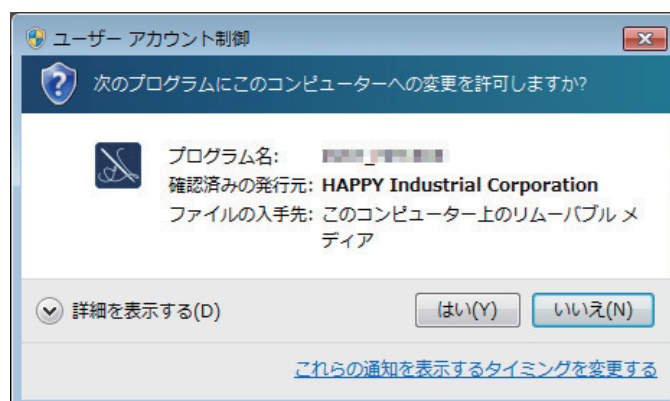 ユーザー アカウント制御
次のプログラムにこのコンピューターへの変更を許可しますか?
プログラム名:
確認済みの発行元: HAPPY Industrial Corporation
ファイルの入手先: このコンピューター上のリムーバブル メ
ディア
詳細を表示する(D)
はい(Y)
いいえ(N)
これらの通知を表示するタイミングを変更する